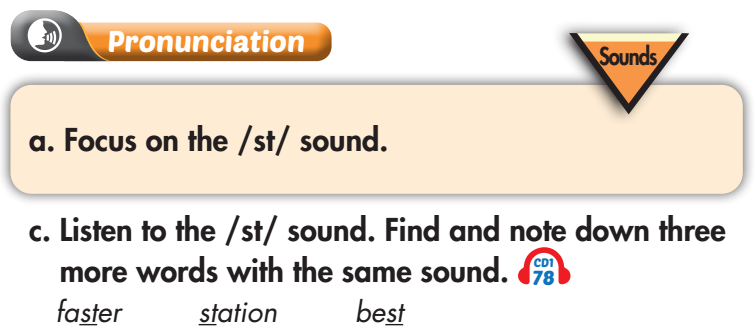 Pronunciation
Sounds
a. Focus on the /st/ sound.
c. Listen to the /st/ sound. Find and note down three
more words with the same sound. CD1 78
faster station best